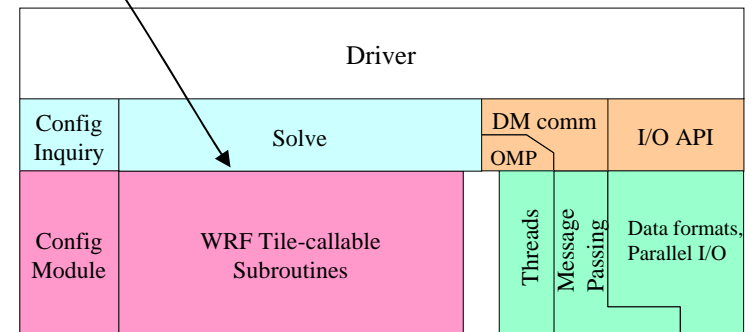 Driver
Config
Inquiry
Solve
DM comm
OMP
I/O API
Config
Module
WRF Tile-callable
Subroutines
Threads
Message
Passing
Data formats,
Parallel I/O